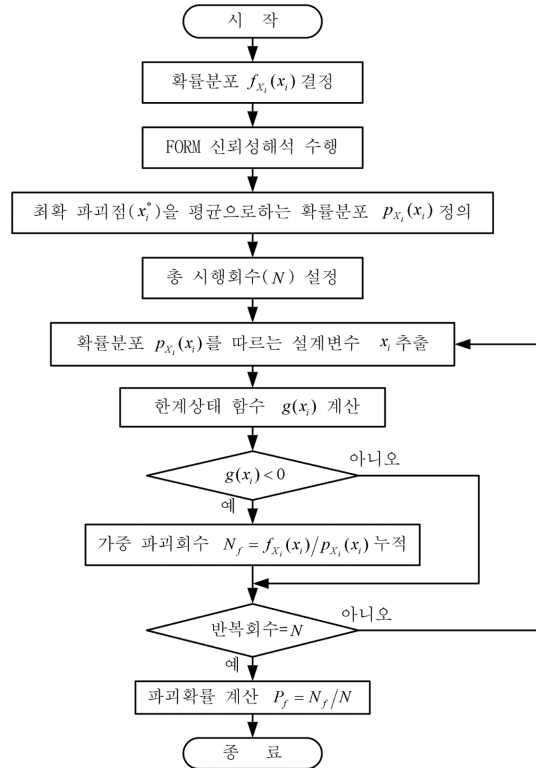 시 작
확률분포 f_{X_i}(x_i) 결정
FORM 신뢰성해석 수행
최확 파괴점(x_i^*)을 평균으로하는 확률분포 p_{X_i}(x_i) 정의
총 시행회수(N) 설정
확률분포 p_{X_i}(x_i)를 따르는 설계변수 x_i 추출
한계상태 함수 g(x_i) 계산
g(x_i)<0
아니오
예
가중 파괴회수 N_f = f_{X_i}(x_i)/p_{X_i}(x_i) 누적
반복회수=N
아니오
예
파괴확률 계산 P_f = N_f/N
종 료